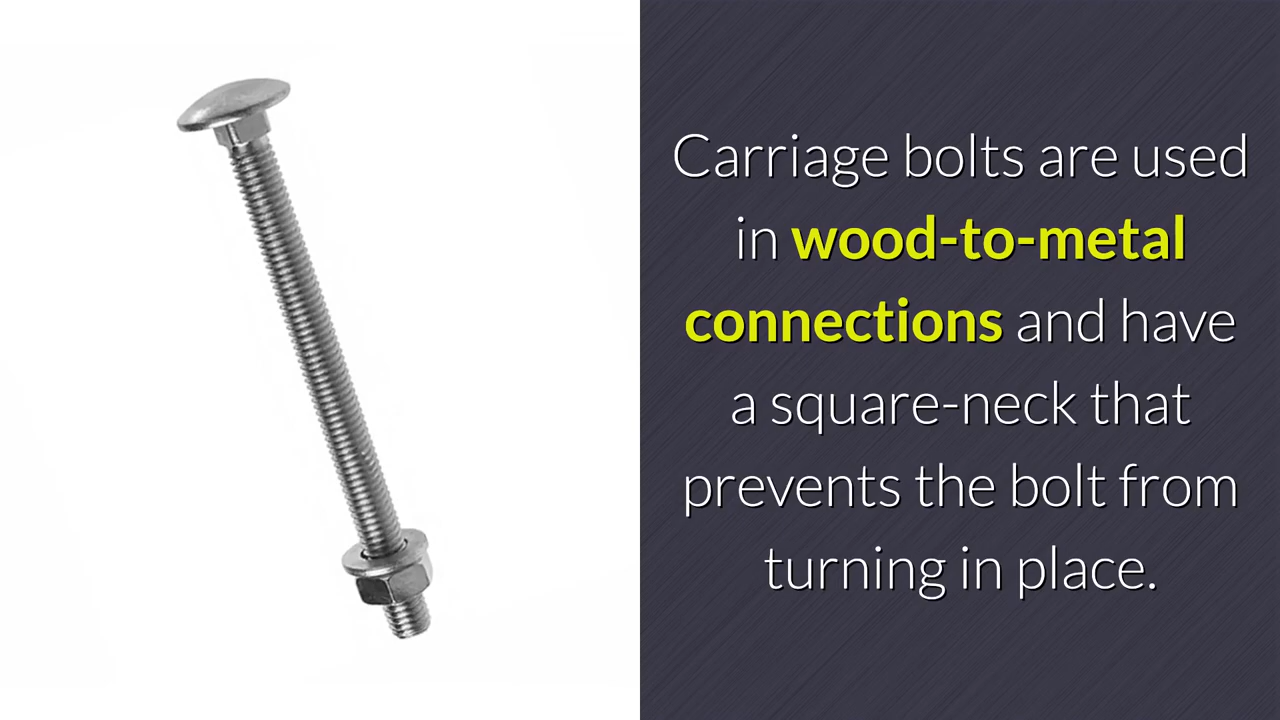 Carriage bolts are used
in wood-to-metal
connections and have
a square-neck that
prevents the bolt from
turning in place.